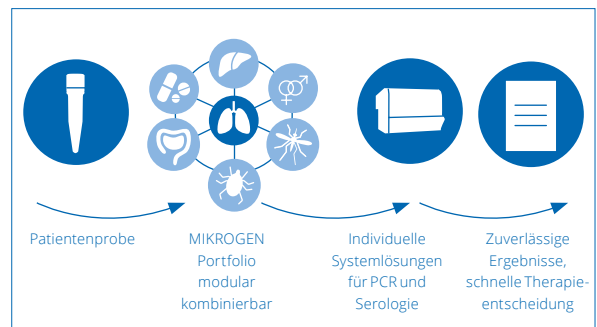 Patientenprobe
MIKROGEN
Portfolio
modular
kombinierbar
Individuelle
Systemlösungen
für PCR und
Serologie
Zuverlässige
Ergebnisse,
schnelle Therapie-
entscheidung